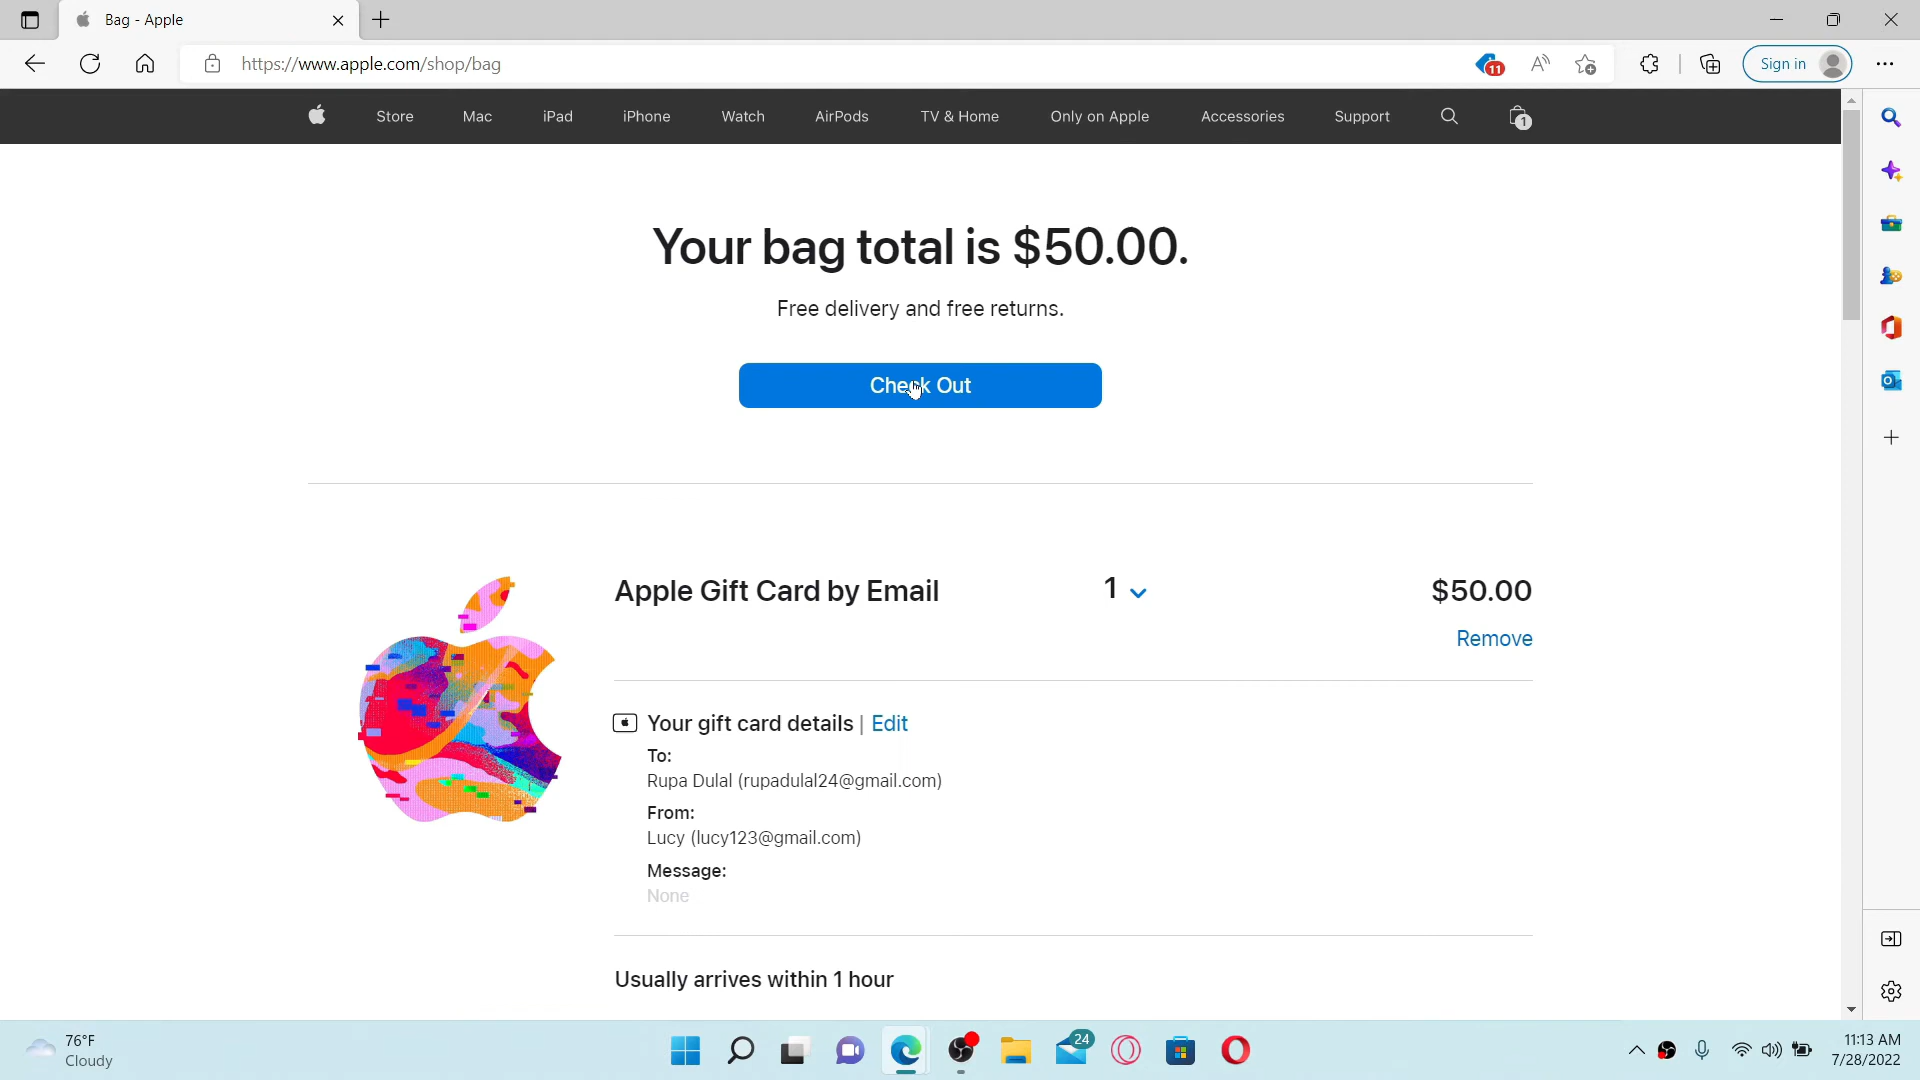 Bag - Apple
https://www.apple.com/shop/bag
11
Sign in
Store Mac iPad iPhone Watch AirPods TV & Home Only on Apple Accessories Support
1
Your bag total is $50.00.
Free delivery and free returns.
Check Out
Apple Gift Card by Email 1 $50.00
Remove
Your gift card details | Edit
To:
Rupa Dulal (rupadulal24@gmail.com)
From:
Lucy (lucy123@gmail.com)
Message:
None
Usually arrives within 1 hour
76°F
Cloudy
24
11:13 AM
7/28/2022